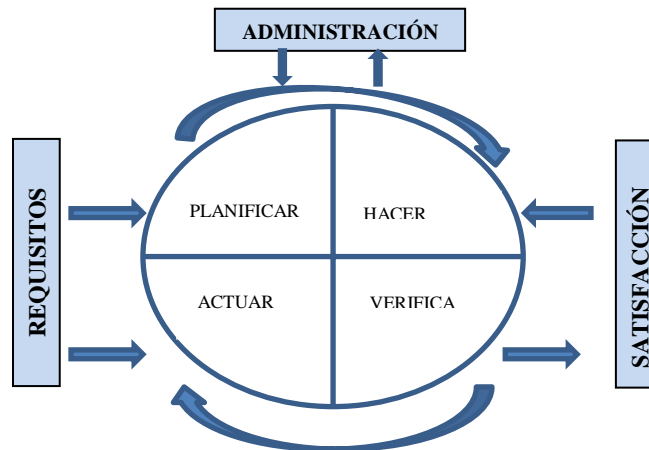 ADMINISTRACIÓN
REQUISITOS
PLANIFICAR
HACER
SATISFACCIÓN
ACTUAR
VERIFICA